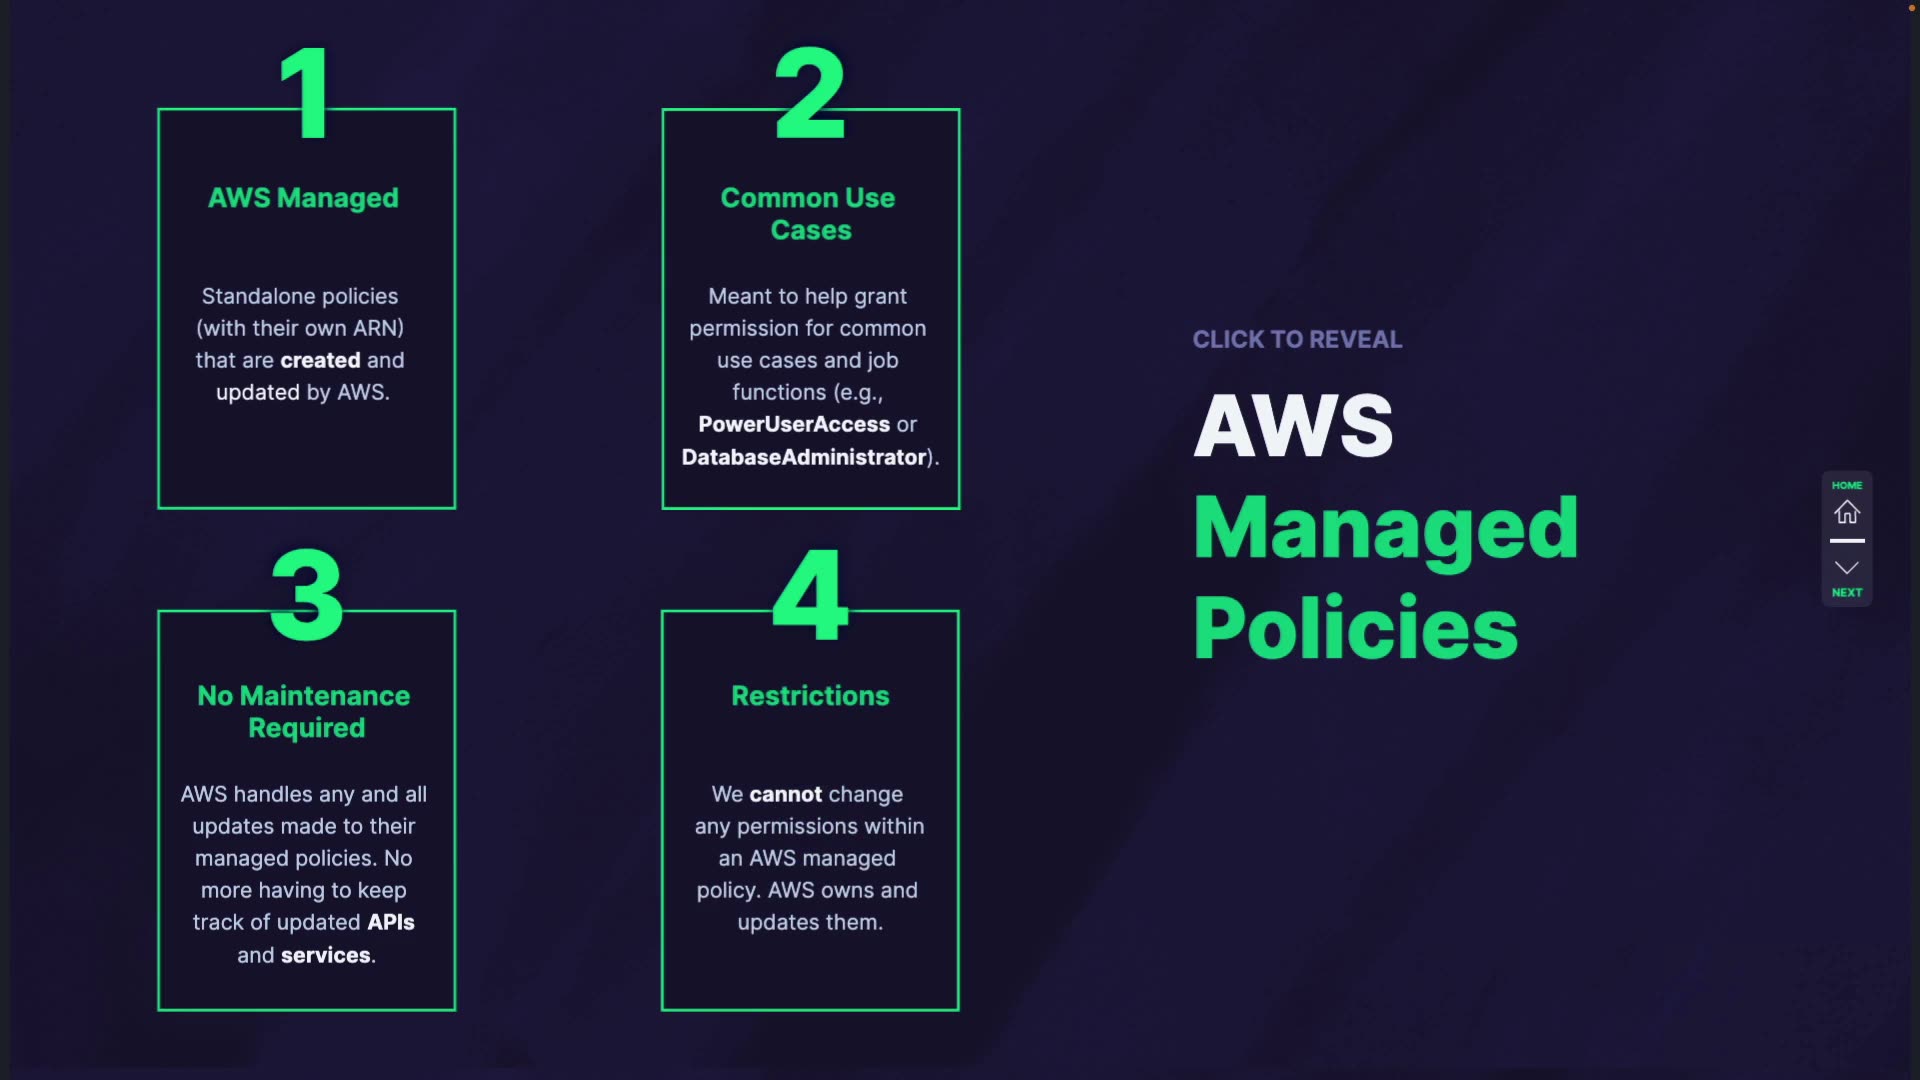 1
AWS Managed
Standalone policies
(with their own ARN)
that are created and
updated by AWS.
2
Common Use
Cases
Meant to help grant
permission for common
use cases and job
functions (e.g.,
PowerUserAccess or
DatabaseAdministrator).
3
No Maintenance
Required
AWS handles any and all
updates made to their
managed policies. No
more having to keep
track of updated APIs
and services.
4
Restrictions
We cannot change
any permissions within
an AWS managed
policy. AWS owns and
updates them.
CLICK TO REVEAL
AWS
Managed
Policies
HOME
NEXT